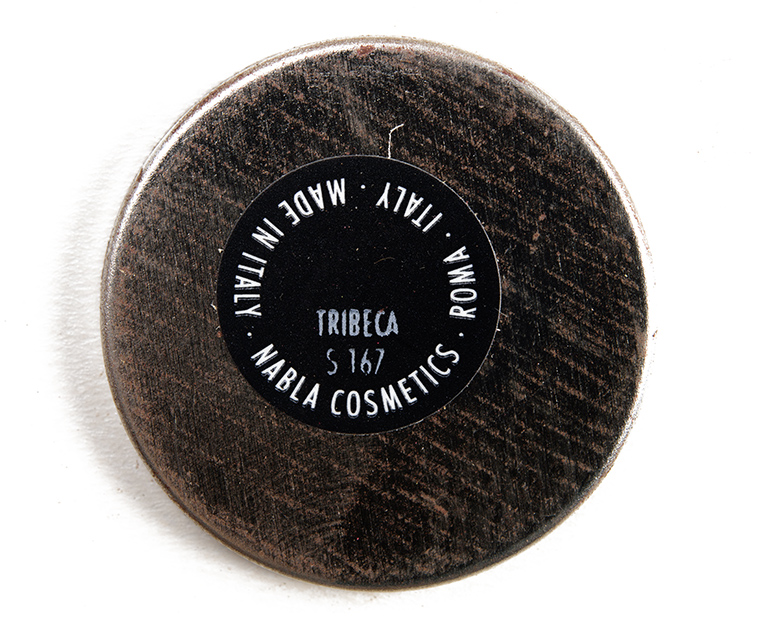 TRIBECA
S 167
NABLA COSMETICS · ROMA · ITALY · MADE IN ITALY ·